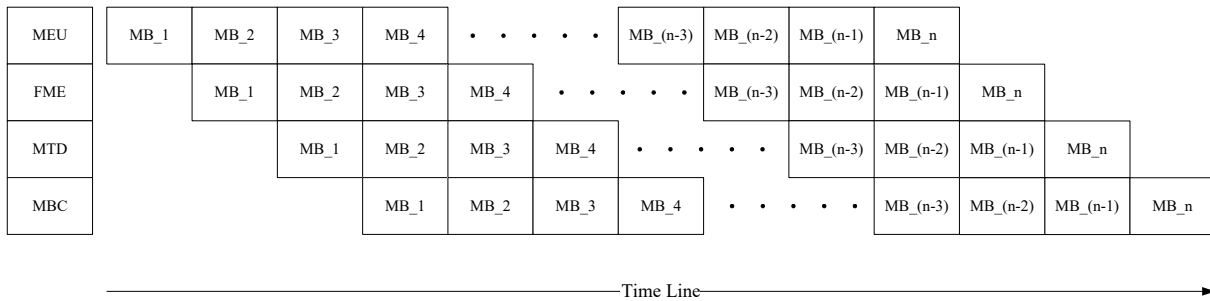 MEU MB_1 MB_2 MB_3 MB_4 MB_(n-3) MB_(n-2) MB_(n-1) MB_n
FME MB_1 MB_2 MB_3 MB_4 MB_(n-3) MB_(n-2) MB_(n-1) MB_n
MTD MB_1 MB_2 MB_3 MB_4 MB_(n-3) MB_(n-2) MB_(n-1) MB_n
MBC MB_1 MB_2 MB_3 MB_4 MB_(n-3) MB_(n-2) MB_(n-1) MB_n
Time Line